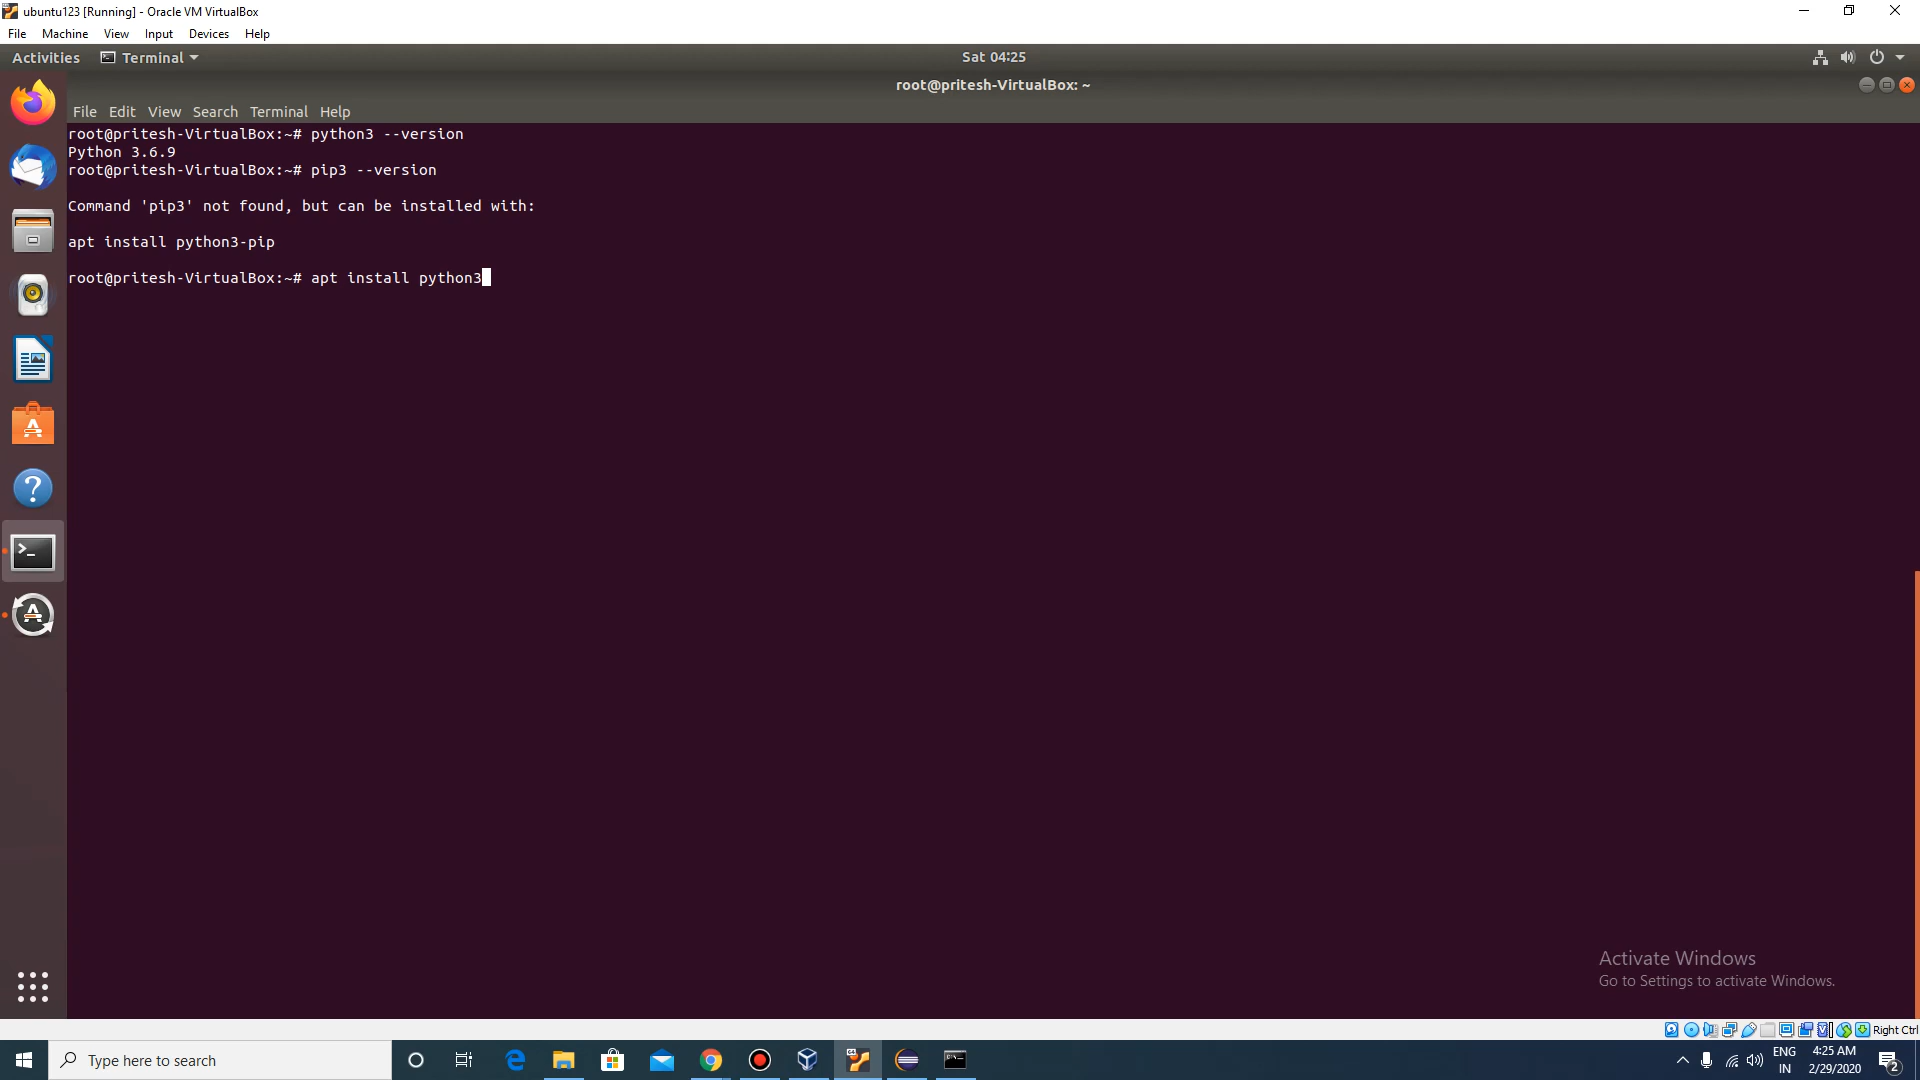 ubuntu123 [Running] - Oracle VM VirtualBox
File Machine View Input Devices Help
Activities Terminal Sat 04:25
root@pritesh-VirtualBox: ~
File Edit View Search Terminal Help
root@pritesh-VirtualBox:~# python3 --version
Python 3.6.9
root@pritesh-VirtualBox:~# pip3 --version
Command 'pip3' not found, but can be installed with:
apt install python3-pip
root@pritesh-VirtualBox:~# apt install python3
Activate Windows
Go to Settings to activate Windows.
Right Ctrl
Type here to search
ENG
IN
4:25 AM
2/29/2020
2